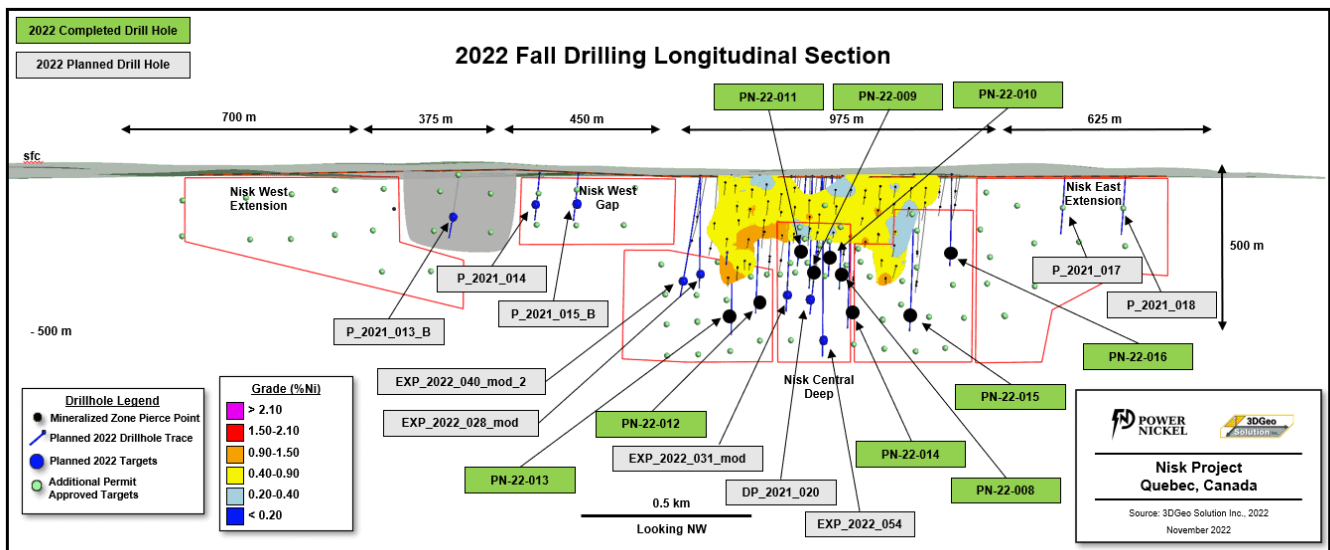 2022 Completed Drill Hole
2022 Planned Drill Hole
2022 Fall Drilling Longitudinal Section
PN-22-011
PN-22-009
PN-22-010
700 m
375 m
450 m
975 m
625 m
sfc
Nisk West
Extension
Nisk West
Gap
Nisk East
Extension
500 m
- 500 m
P_2021_014
P_2021_013_B
P_2021_015_B
P_2021_017
P_2021_018
PN-22-016
EXP_2022_040_mod_2
EXP_2022_028_mod
Nisk Central
Deep
PN-22-015
PN-22-012
EXP_2022_031_mod
PN-22-014
PN-22-013
DP_2021_020
PN-22-008
EXP_2022_054
0.5 km
Looking NW
Drillhole Legend
Mineralized Zone Pierce Point
Planned 2022 Drillhole Trace
Planned 2022 Targets
Additional Permit
Approved Targets
Grade (%Ni)
> 2.10
1.50-2.10
0.90-1.50
0.40-0.90
0.20-0.40
< 0.20
POWER
NICKEL
3DGeo
Solution Inc.
Nisk Project
Quebec, Canada
Source: 3DGeo Solution Inc., 2022
November 2022